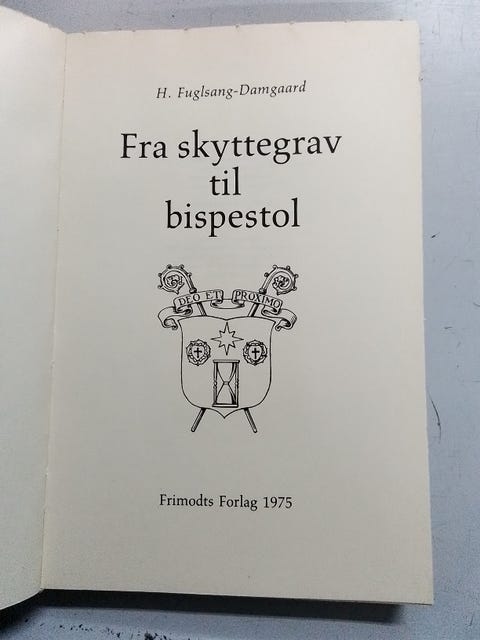 H. Fuglsang-Damgaard
Fra skyttegrav
til
bispestol
DEO ET PROXIMO
Frimodts Forlag 1975